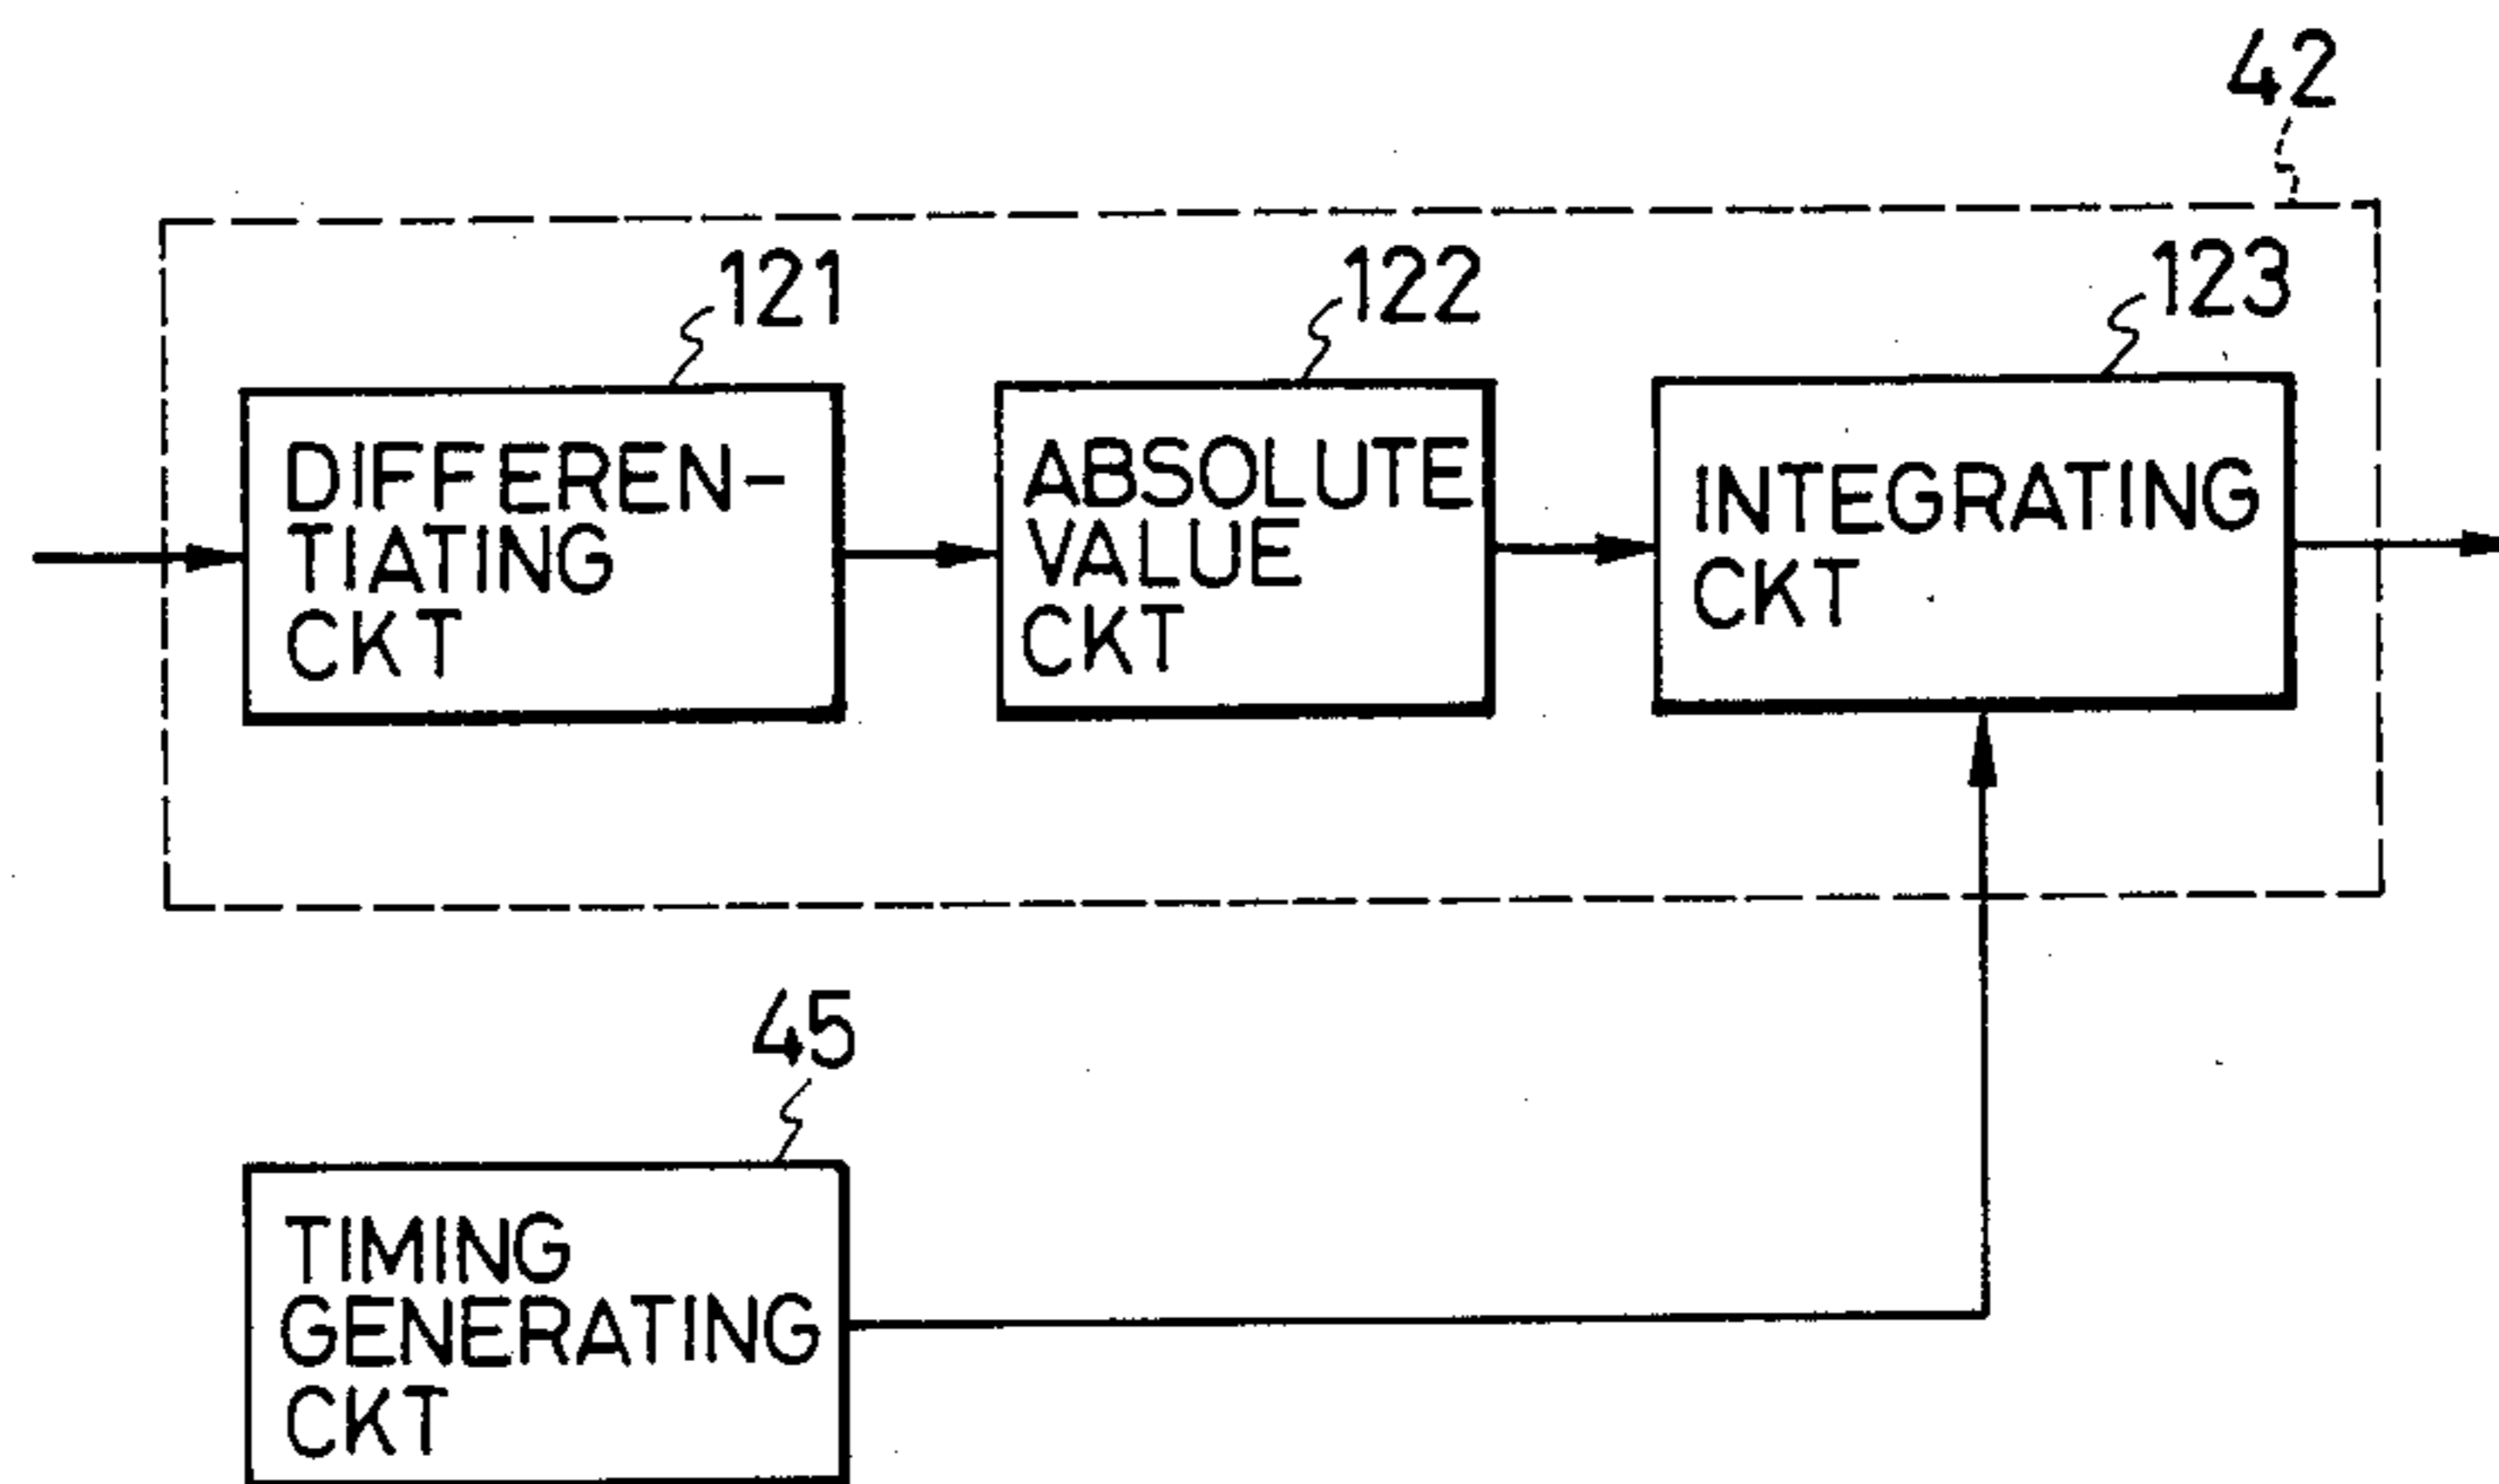 42
121
122
123
DIFFEREN-
TIATING
CKT
ABSOLUTE
VALUE
CKT
INTEGRATING
CKT
45
TIMING
GENERATING
CKT